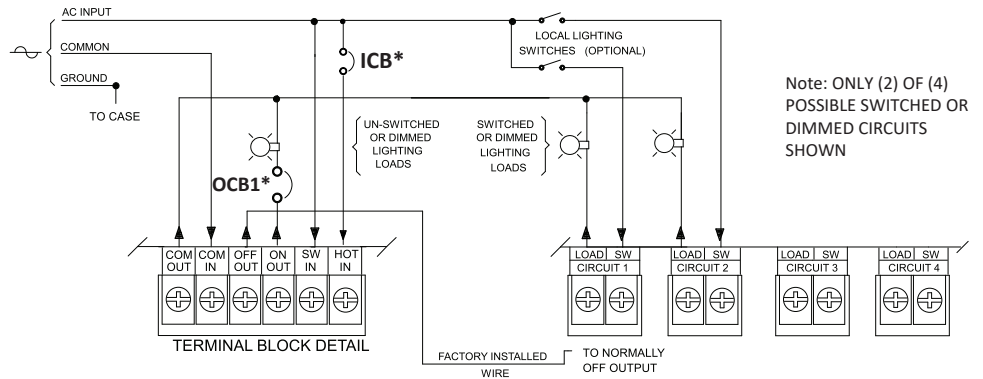 AC INPUT
COMMON
GROUND
TO CASE
ICB*
LOCAL LIGHTING
SWITCHES (OPTIONAL)
Note: ONLY (2) OF (4)
POSSIBLE SWITCHED OR
DIMMED CIRCUITS
SHOWN
UN-SWITCHED
OR DIMMED
LIGHTING
LOADS
SWITCHED
OR DIMMED
LIGHTING
LOADS
OCB1*
COM OUT
COM IN
OFF OUT
ON OUT
SW IN
HOT IN
TERMINAL BLOCK DETAIL
LOAD SW
CIRCUIT 1
LOAD SW
CIRCUIT 2
LOAD SW
CIRCUIT 3
LOAD SW
CIRCUIT 4
FACTORY INSTALLED
WIRE
TO NORMALLY
OFF OUTPUT